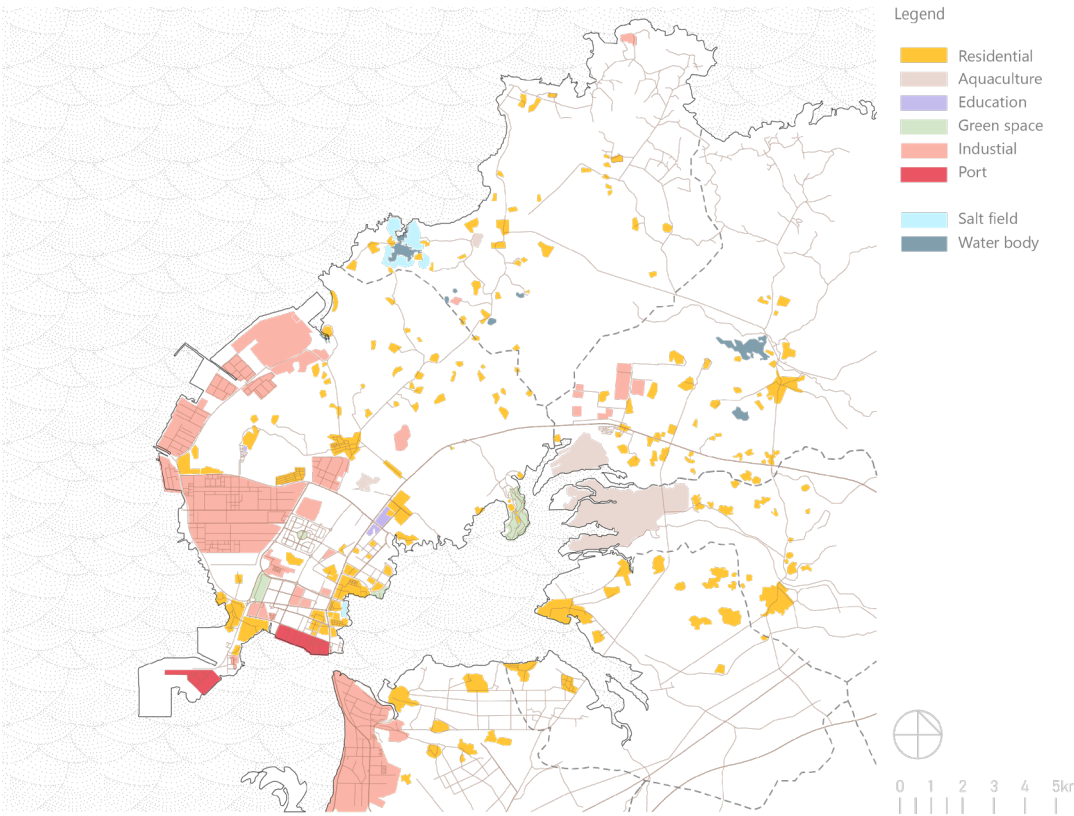 Legend
Residential
Aquaculture
Education
Green space
Industial
Port
Salt field
Water body
0 1 2 3 4 5kr